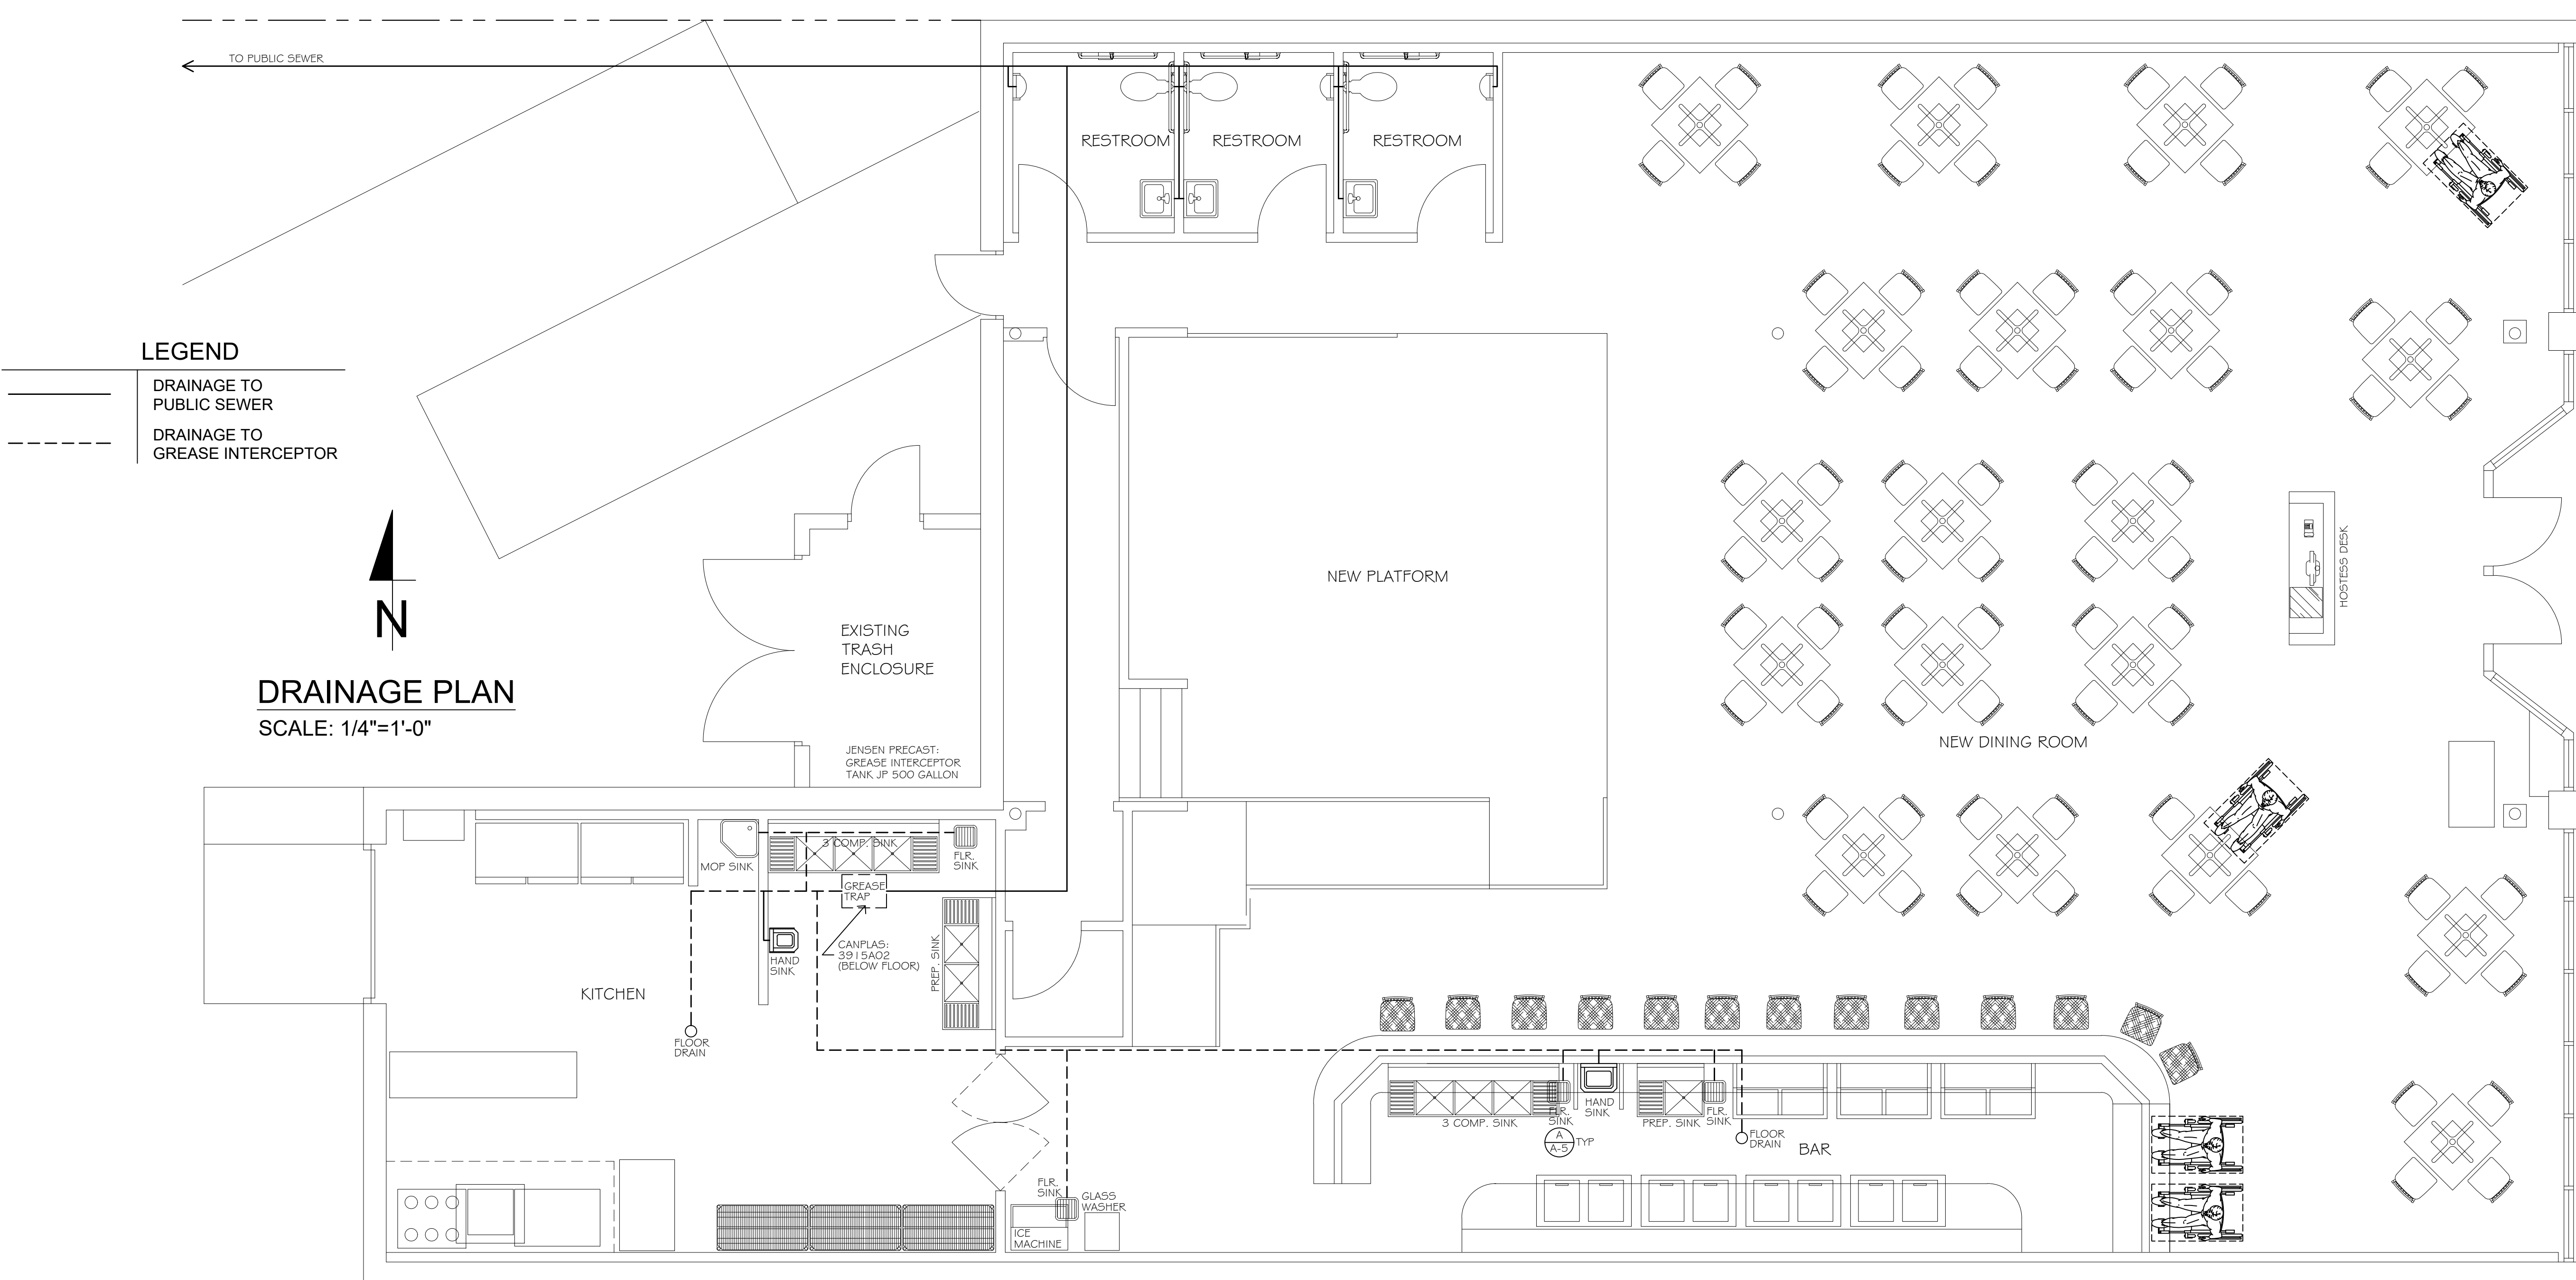 TO PUBLIC SEWER
RESTROOM
RESTROOM
RESTROOM
LEGEND
DRAINAGE TO
PUBLIC SEWER
DRAINAGE TO
GREASE INTERCEPTOR
N
DRAINAGE PLAN
SCALE: 1/4"=1'-0"
EXISTING
TRASH
ENCLOSURE
JENSEN PRECAST:
GREASE INTERCEPTOR
TANK JP 500 GALLON
NEW PLATFORM
HOSTESS DESK
NEW DINING ROOM
MOP SINK
3 COMP. SINK
FLR.
SINK
GREASE
TRAP
HAND
SINK
CANPLAS:
3915A02
(BELOW FLOOR)
PREP. SINK
KITCHEN
FLOOR
DRAIN
3 COMP. SINK
FLR.
SINK
A
A-5
TYP
HAND
SINK
PREP. SINK
FLR.
SINK
FLOOR
DRAIN
BAR
FLR.
SINK
GLASS
WASHER
ICE
MACHINE